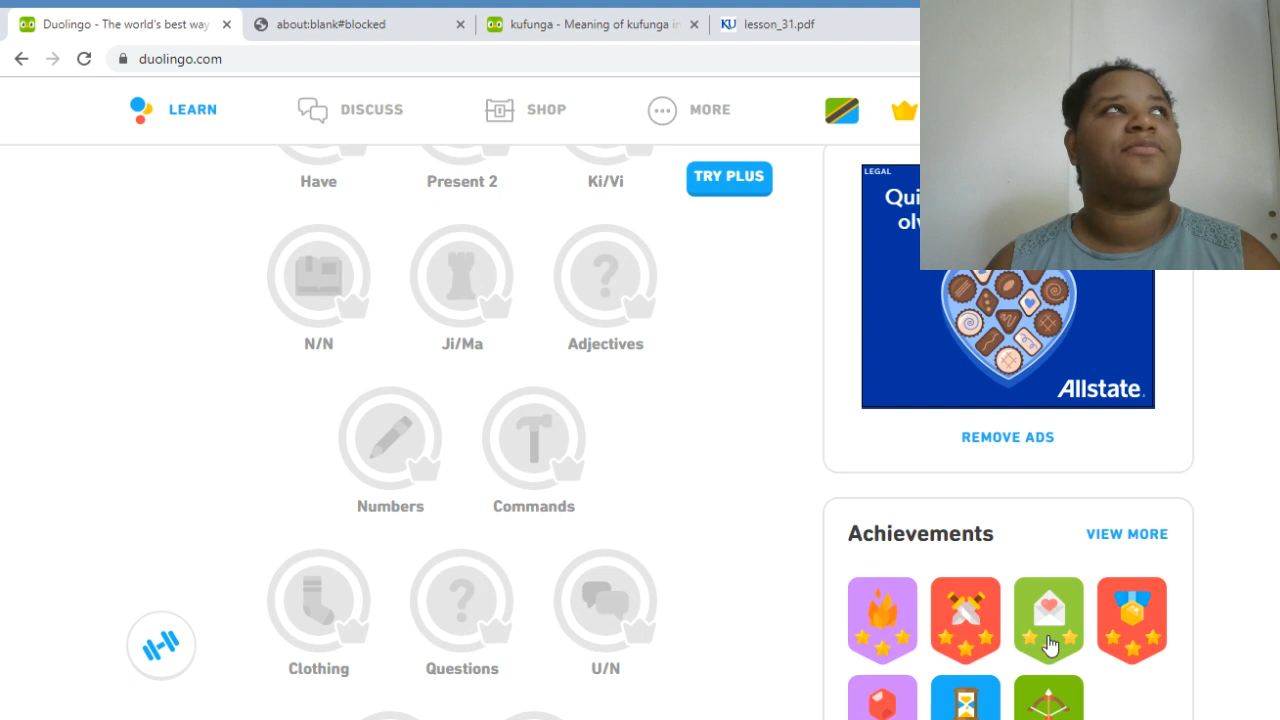 Duolingo - The world's best way
about:blank#blocked
kufunga - Meaning of kufunga in
KU lesson_31.pdf
duolingo.com
LEARN
DISCUSS
SHOP
MORE
Have
Present 2
Ki/Vi
TRY PLUS
N/N
Ji/Ma
Adjectives
Numbers
Commands
Clothing
Questions
U/N
LEGAL
Allstate.
REMOVE ADS
Achievements
VIEW MORE